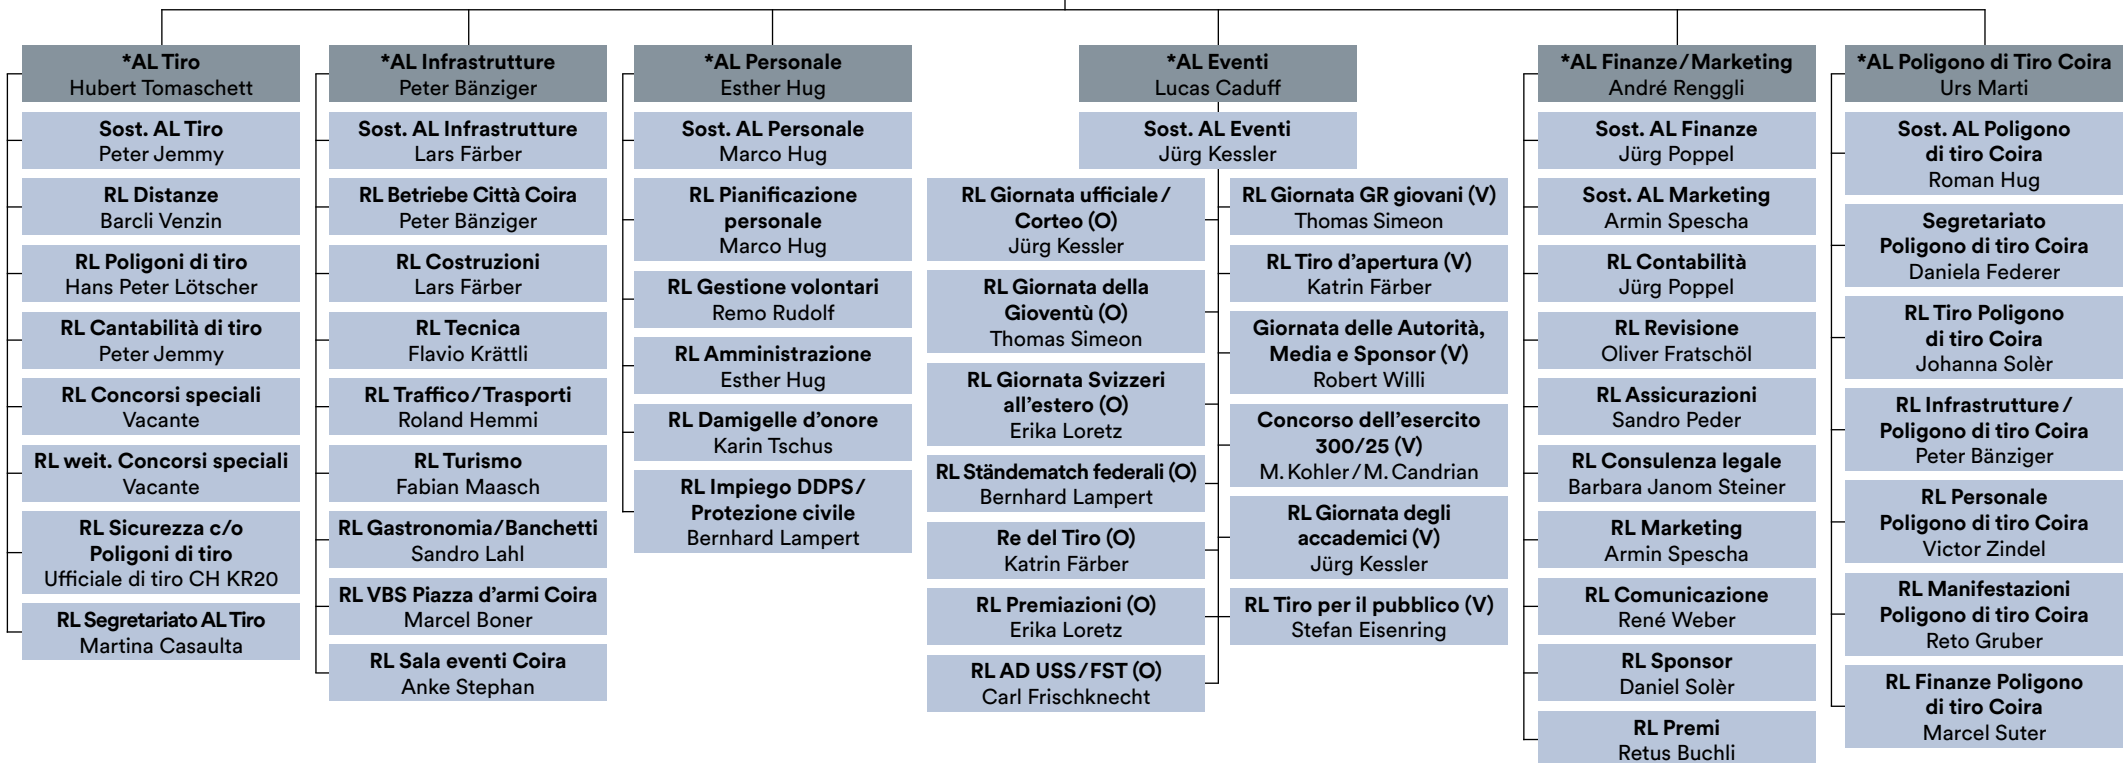 *AL Tiro
Hubert Tomaschett
Sost. AL Tiro
Peter Jemmy
RL Distanze
Barcli Venzin
RL Poligoni di tiro
Hans Peter Lötscher
RL Cantabilità di tiro
Peter Jemmy
RL Concorsi speciali
Vacante
RL weit. Concorsi speciali
Vacante
RL Sicurezza c/o
Poligoni di tiro
Ufficiale di tiro CH KR20
RL Segretariato AL Tiro
Martina Casaulta
*AL Infrastrutture
Peter Bänziger
Sost. AL Infrastrutture
Lars Färber
RL Betriebe Città Coira
Peter Bänziger
RL Costruzioni
Lars Färber
RL Tecnica
Flavio Krättli
RL Traffico/Trasporti
Roland Hemmi
RL Turismo
Fabian Maasch
RL Gastronomia/Banchetti
Sandro Lahl
RL VBS Piazza d'armi Coira
Marcel Boner
RL Sala eventi Coira
Anke Stephan
*AL Personale
Esther Hug
Sost. AL Personale
Marco Hug
RL Pianificazione
personale
Marco Hug
RL Gestione volontari
Remo Rudolf
RL Amministrazione
Esther Hug
RL Damigelle d'onore
Karin Tschus
RL Impiego DDPS/
Protezione civile
Bernhard Lampert
*AL Eventi
Lucas Caduff
Sost. AL Eventi
Jürg Kessler
RL Giornata ufficiale/
Corteo (O)
Jürg Kessler
RL Giornata della
Gioventù (O)
Thomas Simeon
RL Giornata Svizzeri
all'estero (O)
Erika Loretz
RL Ständematch federali (O)
Bernhard Lampert
Re del Tiro (O)
Katrin Färber
RL Premiazioni (O)
Erika Loretz
RL AD USS/FST (O)
Carl Frischknecht
RL Giornata GR giovani (V)
Thomas Simeon
RL Tiro d'apertura (V)
Katrin Färber
Giornata delle Autorità,
Media e Sponsor (V)
Robert Willi
Concorso dell'esercito
300/25 (V)
M. Kohler/M. Candrian
RL Giornata degli
accademici (V)
Jürg Kessler
RL Tiro per il pubblico (V)
Stefan Eisenring
*AL Finanze/Marketing
André Renggli
Sost. AL Finanze
Jürg Poppel
Sost. AL Marketing
Armin Spescha
RL Contabilità
Jürg Poppel
RL Revisione
Oliver Fratschöl
RL Assicurazioni
Sandro Peder
RL Consulenza legale
Barbara Janom Steiner
RL Marketing
Armin Spescha
RL Comunicazione
René Weber
RL Sponsor
Daniel Solèr
RL Premi
Retus Buchli
*AL Poligono di Tiro Coira
Urs Marti
Sost. AL Poligono
di tiro Coira
Roman Hug
Segretariato
Poligono di tiro Coira
Daniela Federer
RL Tiro Poligono
di tiro Coira
Johanna Solèr
RL Infrastrutture/
Poligono di tiro Coira
Peter Bänziger
RL Personale
Poligono di tiro Coira
Victor Zindel
RL Manifestazioni
Poligono di tiro Coira
Reto Gruber
RL Finanze Poligono
di tiro Coira
Marcel Suter